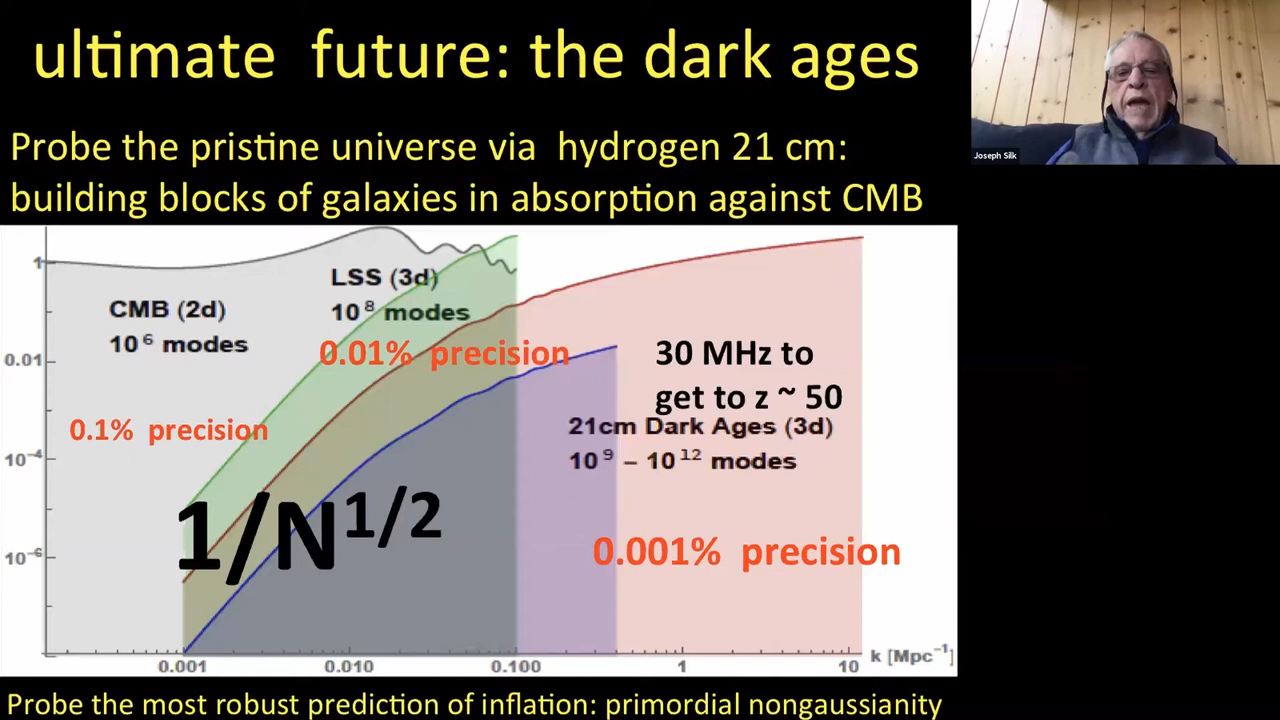 ultimate future: the dark ages
Joseph Silk
Probe the pristine universe via hydrogen 21 cm:
building blocks of galaxies in absorption against CMB
1
0.01
10⁻⁴
10⁻⁶
CMB (2d)
10⁶ modes
LSS (3d)
10⁸ modes
0.01% precision
0.1% precision
30 MHz to
get to z ~ 50
21cm Dark Ages (3d)
10⁹ – 10¹² modes
1/N¹/²
0.001% precision
0.001 0.010 0.100 1 10 k [Mpc⁻¹]
Probe the most robust prediction of inflation: primordial nongaussianity